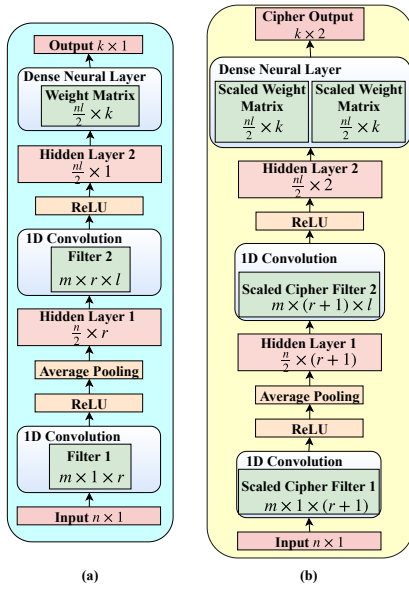 Output k × 1
Dense Neural Layer
Weight Matrix
nl/2 × k
Hidden Layer 2
nl/2 × 1
ReLU
1D Convolution
Filter 2
m × r × l
Hidden Layer 1
n/2 × r
Average Pooling
ReLU
1D Convolution
Filter 1
m × 1 × r
Input n × 1
(a)
Cipher Output
k × 2
Dense Neural Layer
Scaled Weight
Matrix
nl/2 × k
Scaled Weight
Matrix
nl/2 × k
Hidden Layer 2
nl/2 × 2
ReLU
1D Convolution
Scaled Cipher Filter 2
m × (r + 1) × l
Hidden Layer 1
n/2 × (r + 1)
Average Pooling
ReLU
1D Convolution
Scaled Cipher Filter 1
m × 1 × (r + 1)
Input n × 1
(b)